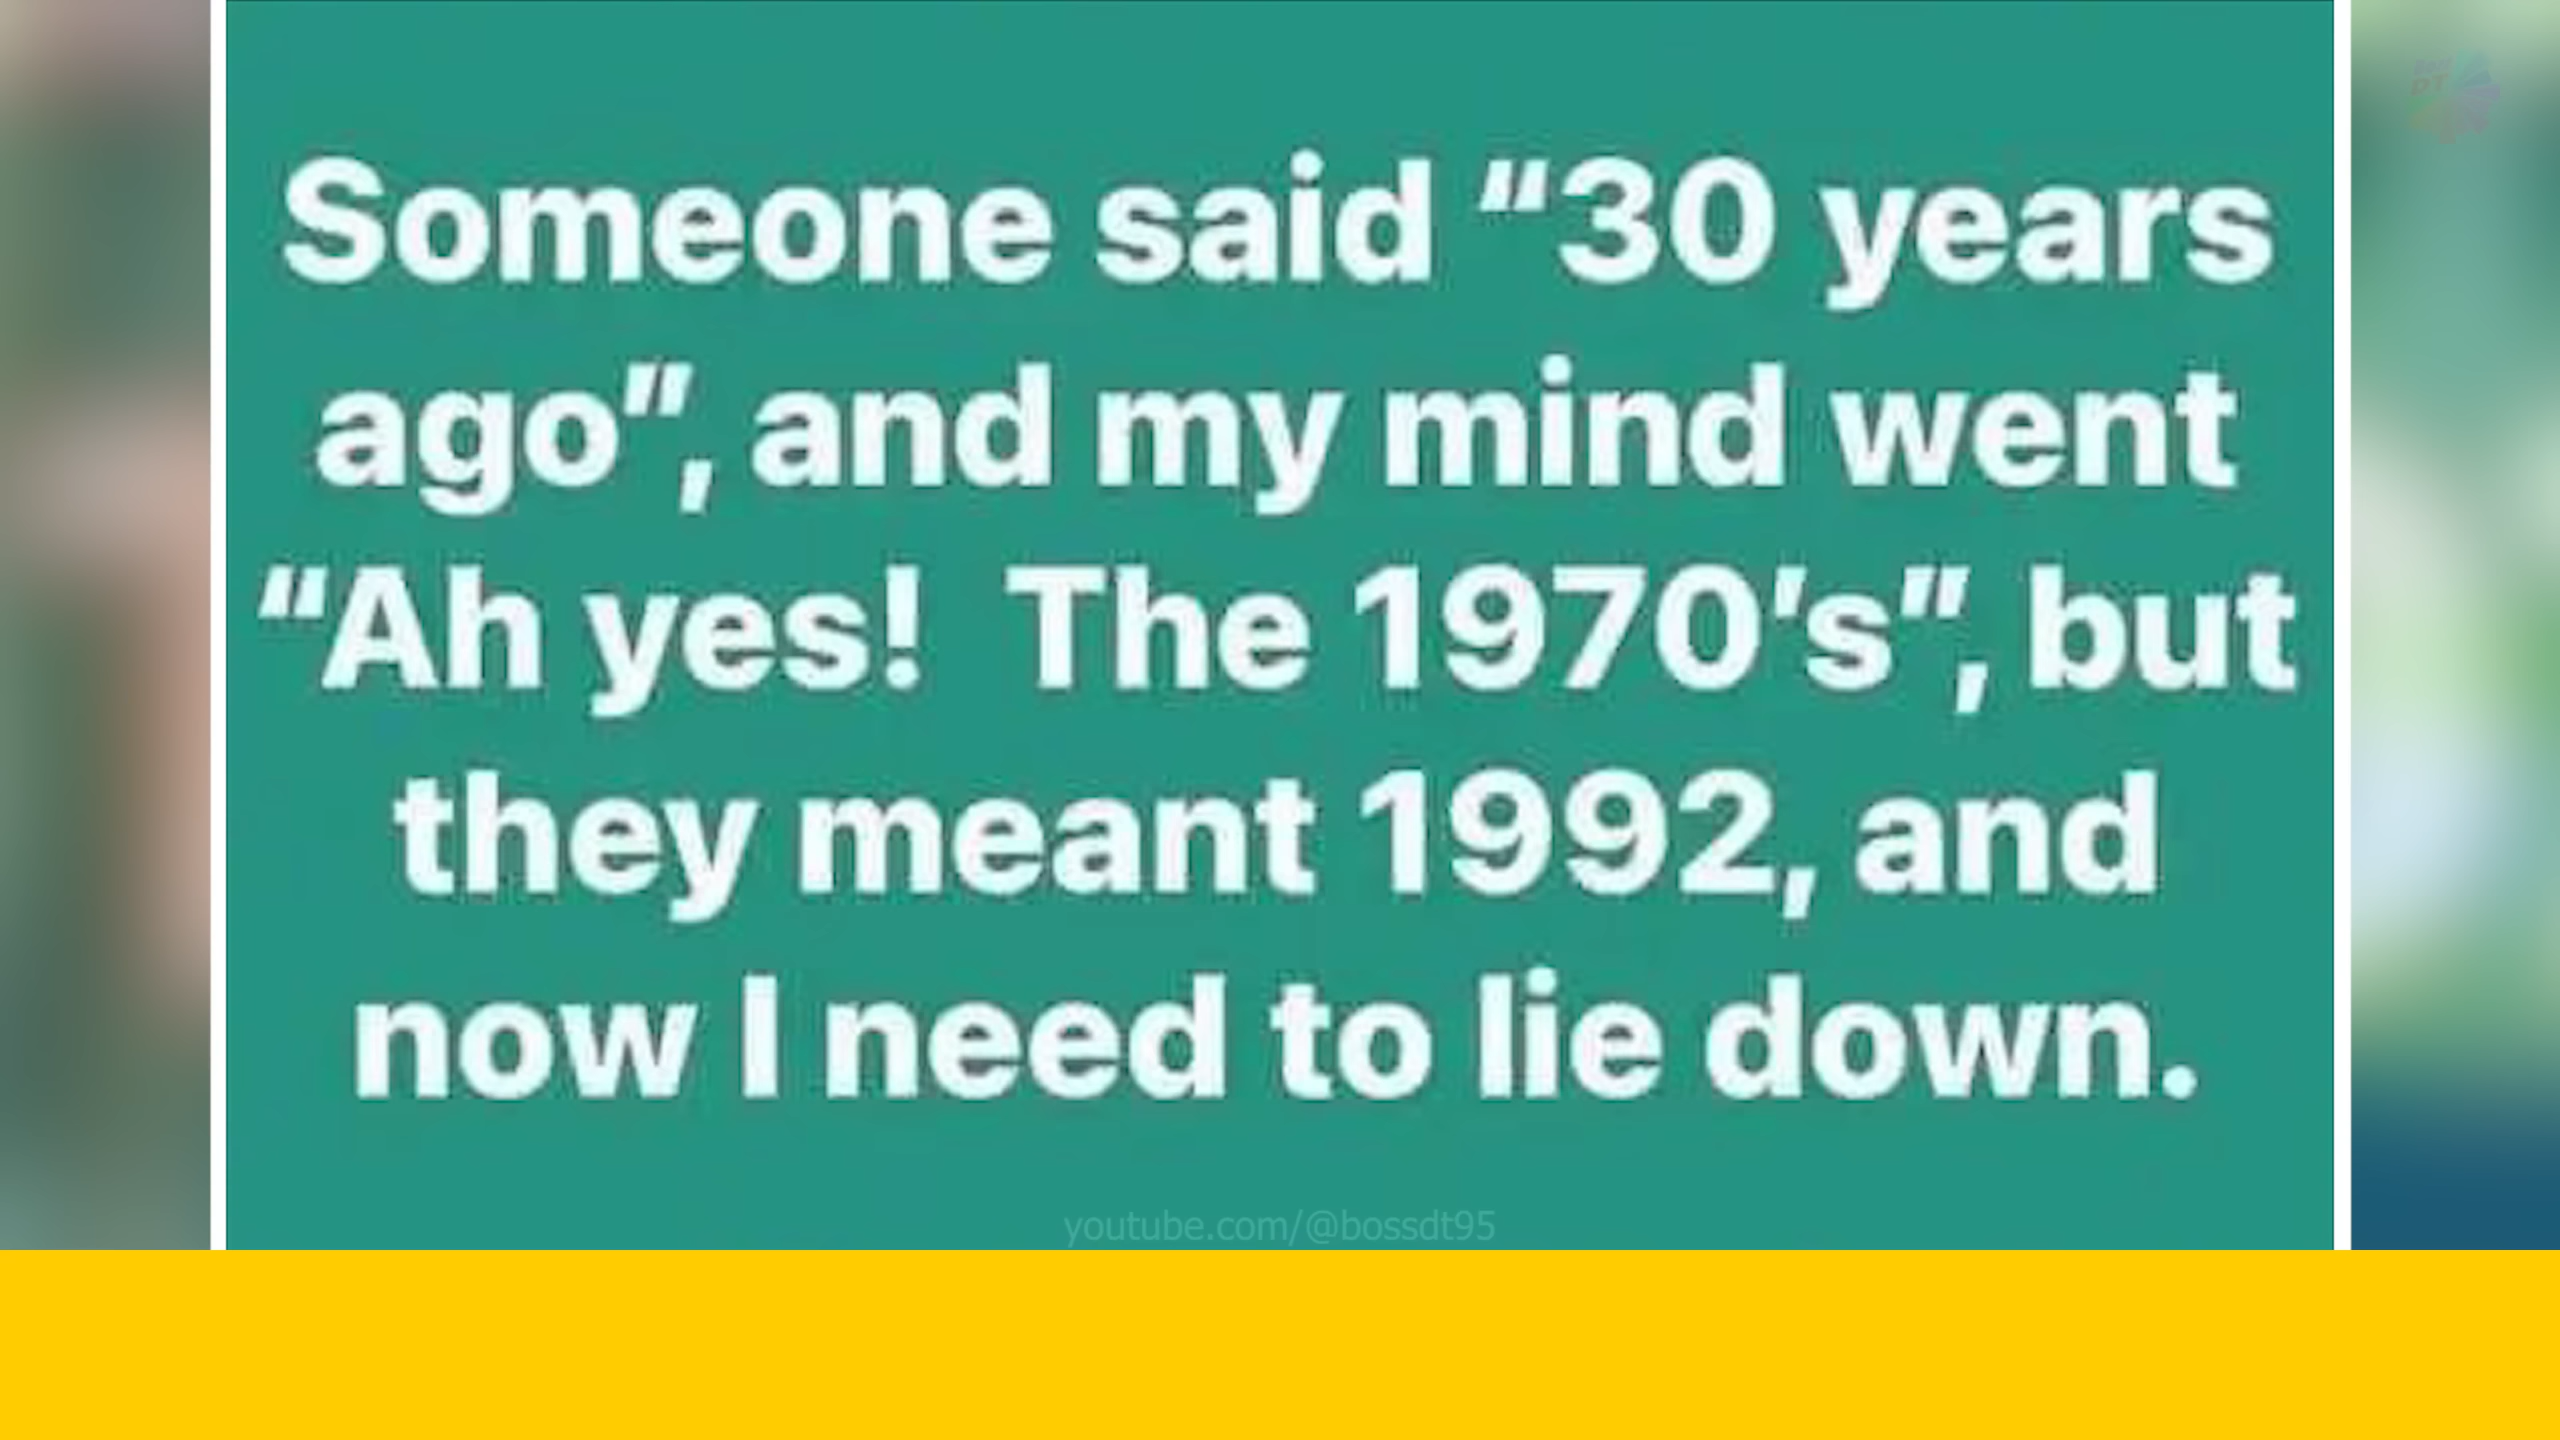 Someone said “30 years
ago”, and my mind went
“Ah yes!  The 1970's”, but
they meant 1992, and
now I need to lie down.
youtube.com/@bossdt95